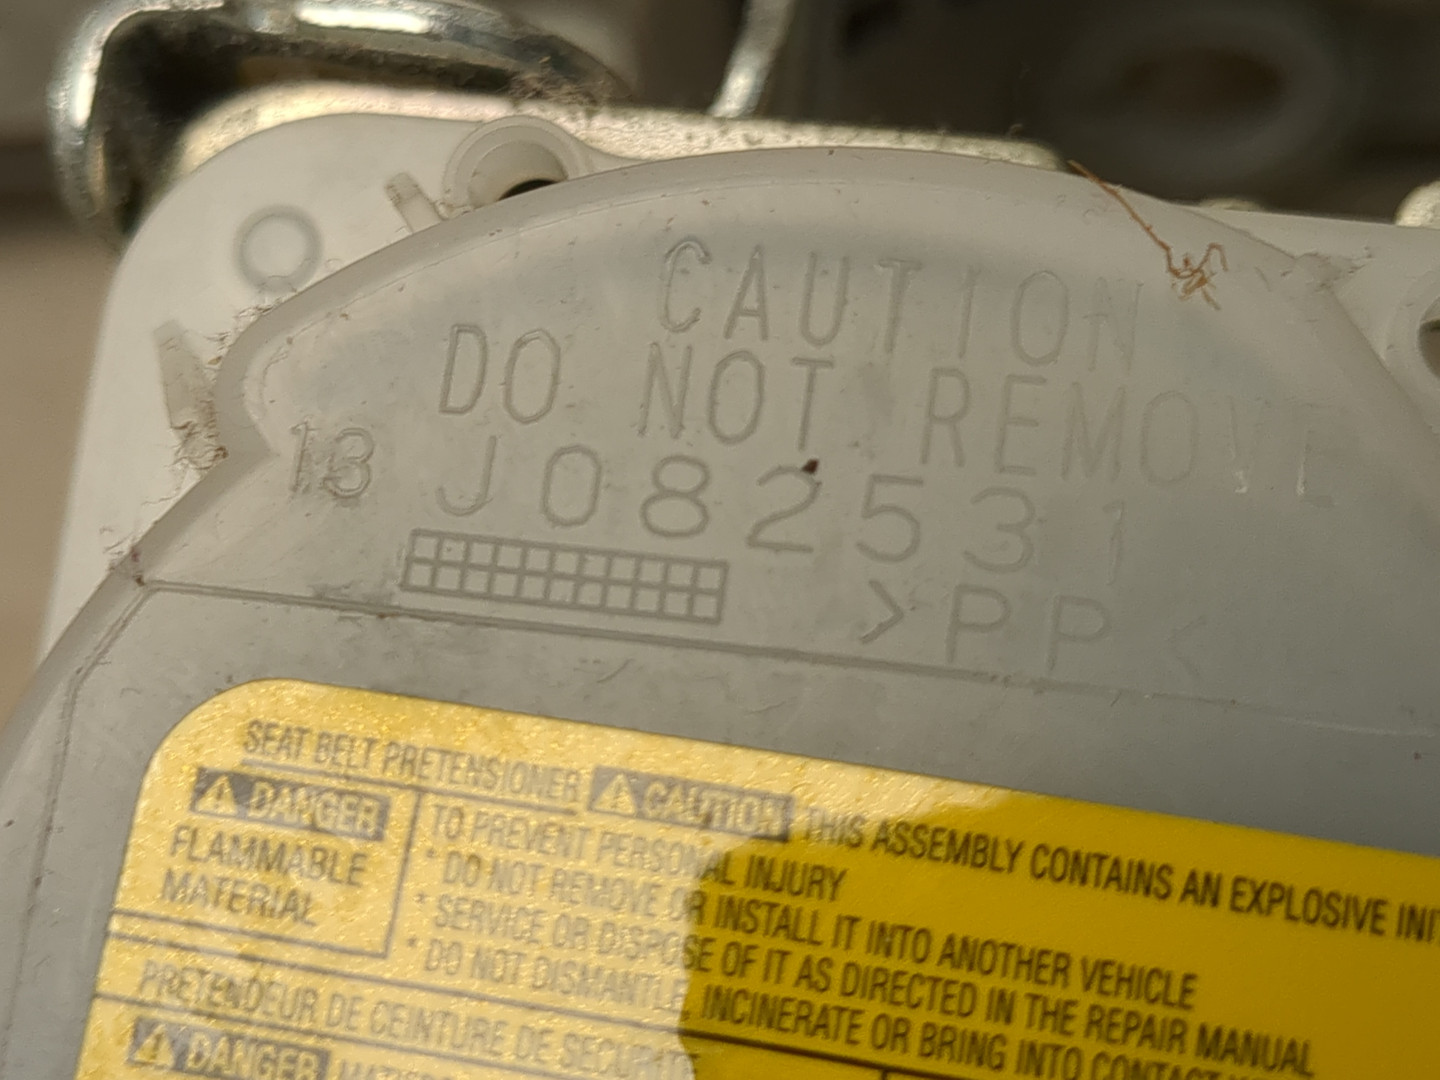 CAUTION
DO NOT REMOVE
13 J082531
>PP<
SEAT BELT PRETENSIONER ⚠ CAUTION THIS ASSEMBLY CONTAINS AN EXPLOSIVE INI
⚠ DANGER
FLAMMABLE
MATERIAL
TO PREVENT PERSONAL INJURY
* DO NOT REMOVE OR INSTALL IT INTO ANOTHER VEHICLE
* SERVICE OR DISPOSE OF IT AS DIRECTED IN THE REPAIR MANUAL
* DO NOT DISMANTLE, INCINERATE OR BRING INTO CONTACT
PRETENDEUR DE CEINTURE DE SECURITE
⚠ DANGER